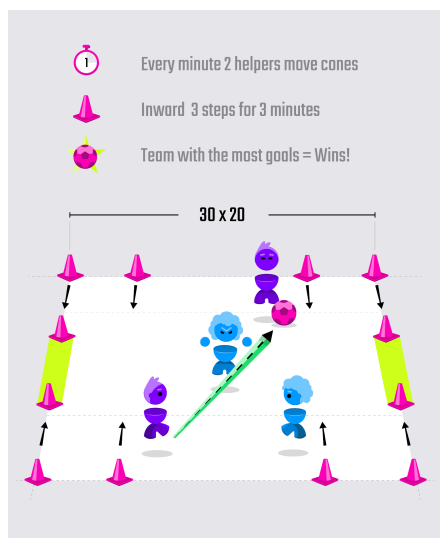 1
Every minute 2 helpers move cones
Inward 3 steps for 3 minutes
Team with the most goals = Wins!
30 x 20